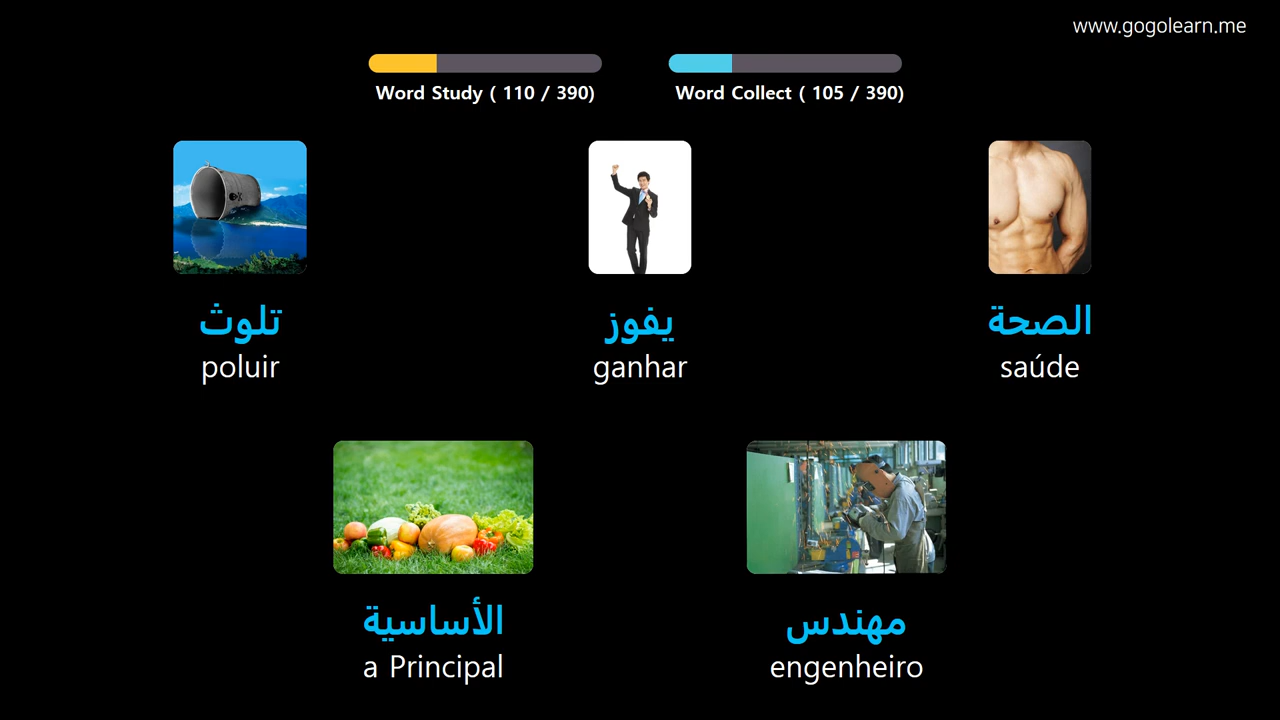 www.gogolearn.me
Word Study ( 110 / 390)
Word Collect ( 105 / 390)
تلوث
poluir
يفوز
ganhar
الصحة
saúde
الأساسية
a Principal
مهندس
engenheiro